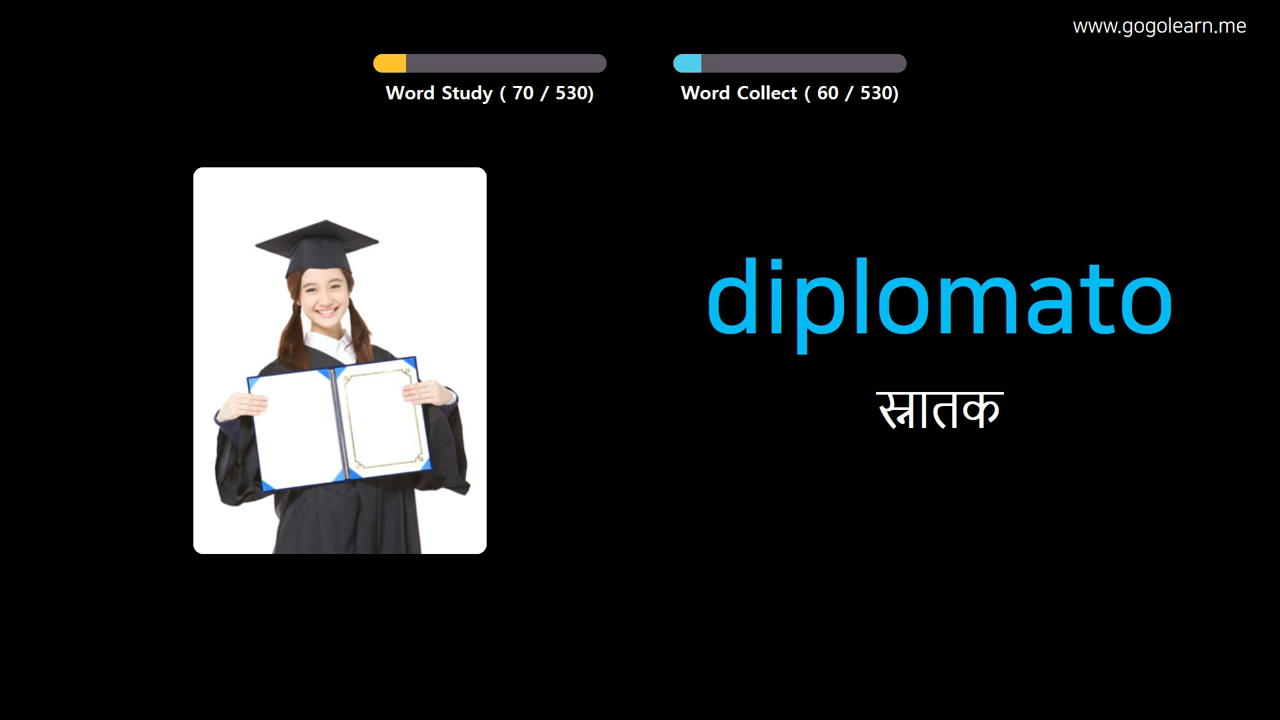 www.gogolearn.me
Word Study ( 70 / 530)
Word Collect ( 60 / 530)
diplomato
स्नातक